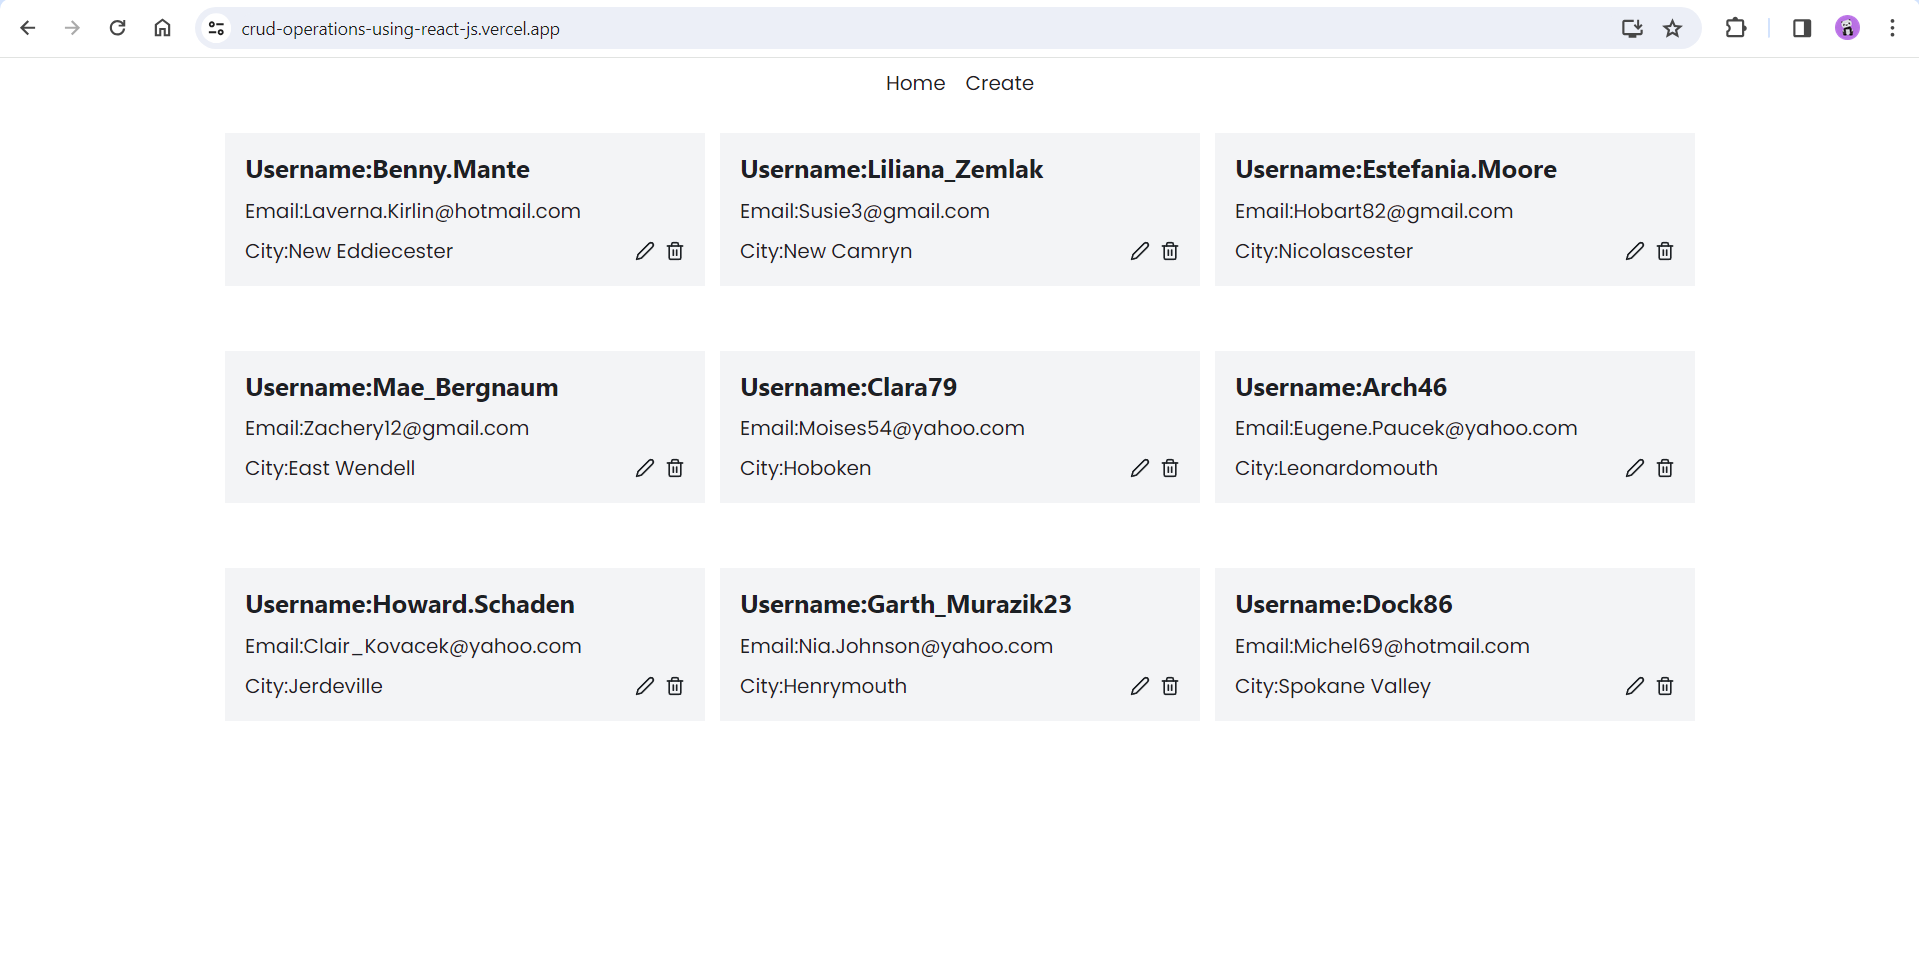 crud-operations-using-react-js.vercel.app
Home Create
Username:Benny.Mante
Email:Laverna.Kirlin@hotmail.com
City:New Eddiecester
Username:Liliana_Zemlak
Email:Susie3@gmail.com
City:New Camryn
Username:Estefania.Moore
Email:Hobart82@gmail.com
City:Nicolascester
Username:Mae_Bergnaum
Email:Zachery12@gmail.com
City:East Wendell
Username:Clara79
Email:Moises54@yahoo.com
City:Hoboken
Username:Arch46
Email:Eugene.Paucek@yahoo.com
City:Leonardomouth
Username:Howard.Schaden
Email:Clair_Kovacek@yahoo.com
City:Jerdeville
Username:Garth_Murazik23
Email:Nia.Johnson@yahoo.com
City:Henrymouth
Username:Dock86
Email:Michel69@hotmail.com
City:Spokane Valley